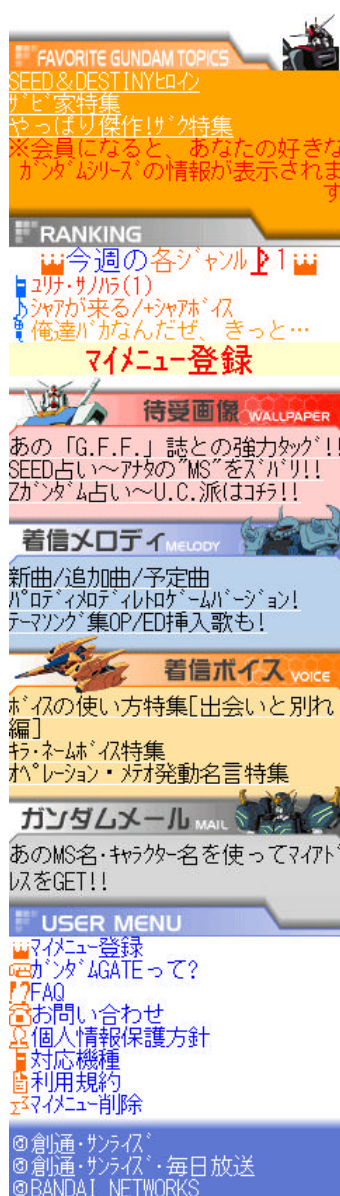 FAVORITE GUNDAM TOPICS
SEED&DESTINYﾋﾛｲﾝ
ｻﾞﾋﾞ家特集
やっぱり傑作!ｻﾞｸ特集
※会員になると、あなたの好きな
ｶﾞﾝﾀﾞﾑｼﾘｰｽﾞの情報が表示されま
す
RANKING
今週の各ｼﾞｬﾝﾙ1
ﾕﾘﾅ･ｻﾉﾊﾗ(1)
ｼｬｱが来る/+ｼｬｱﾎﾞｲｽ
俺達ﾊﾞｶなんだぜ、きっと…
ﾏｲﾒﾆｭｰ登録
待受画像 WALLPAPER
あの「G.F.F.」誌との強力ﾀｯｸﾞ!!
SEED占い～ｱﾅﾀの"MS"をｽﾞﾊﾞﾘ!!
Zｶﾞﾝﾀﾞﾑ占い～U.C.派はｺﾁﾗ!!
着信メロディ MELODY
新曲/追加曲/予定曲
ﾊﾟﾛﾃﾞｨﾒﾛﾃﾞｨﾚﾄﾛｹﾞｰﾑﾊﾞｰｼﾞｮﾝ!
ﾃｰﾏｿﾝｸﾞ集OP/ED挿入歌も!
着信ボイス VOICE
ﾎﾞｲｽの使い方特集[出会いと別れ
編]
ｷﾗ･ﾈｰﾑﾎﾞｲｽ特集
ｵﾍﾟﾚｰｼｮﾝ・ﾒﾃｵ発動名言特集
ガンダムメール MAIL
あのMS名･ｷｬﾗｸﾀｰ名を使ってﾏｲｱﾄﾞ
ﾚｽをGET!!
USER MENU
ﾏｲﾒﾆｭｰ登録
ｶﾞﾝﾀﾞﾑGATEって?
FAQ
お問い合わせ
個人情報保護方針
対応機種
利用規約
ﾏｲﾒﾆｭｰ削除
©創通･ｻﾝﾗｲｽﾞ
©創通･ｻﾝﾗｲｽﾞ･毎日放送
©BANDAI NETWORKS